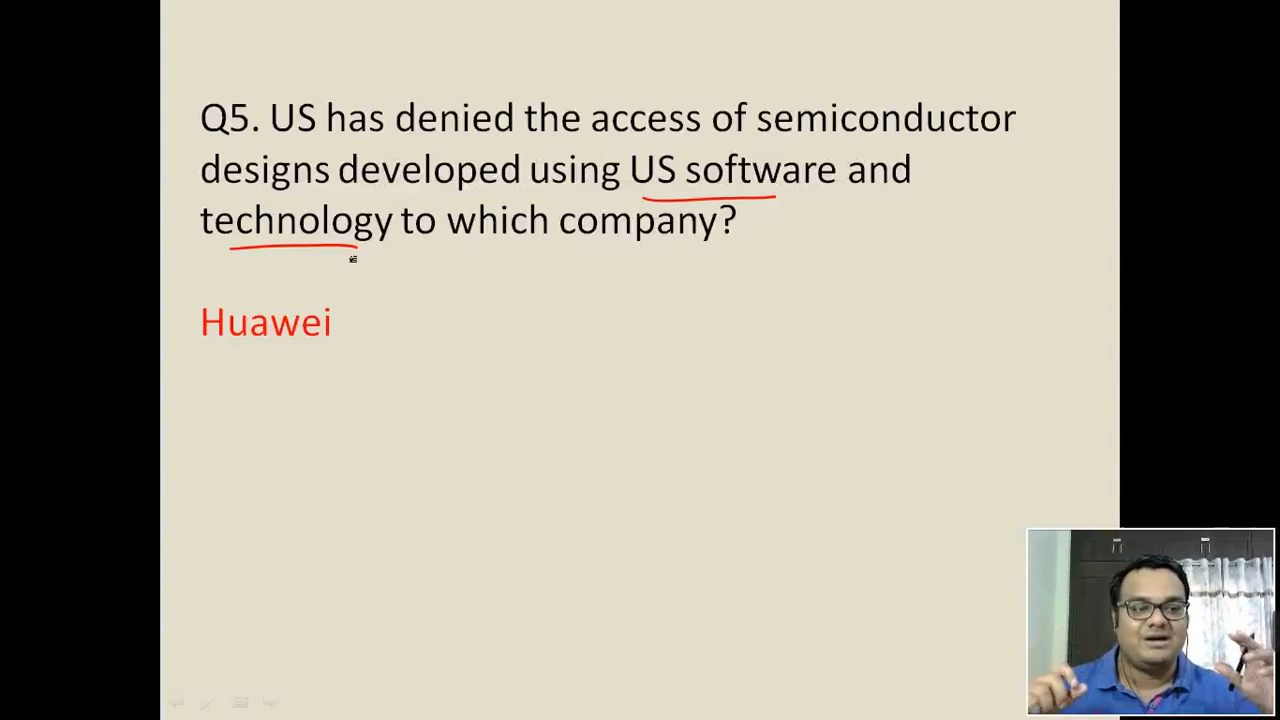 Q5. US has denied the access of semiconductor
designs developed using US software and
technology to which company?
Huawei